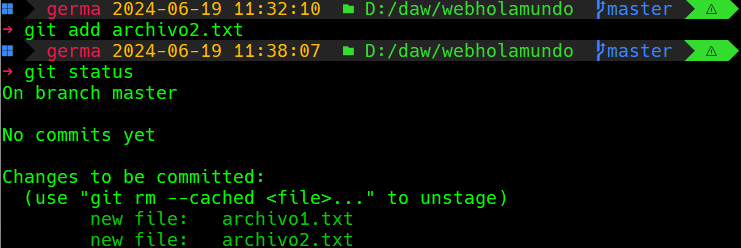 germa 2024-06-19 11:32:10 D:/daw/webholamundo master
git add archivo2.txt
germa 2024-06-19 11:38:07 D:/daw/webholamundo master
git status
On branch master
No commits yet
Changes to be committed:
(use "git rm --cached <file>..." to unstage)
new file: archivo1.txt
new file: archivo2.txt